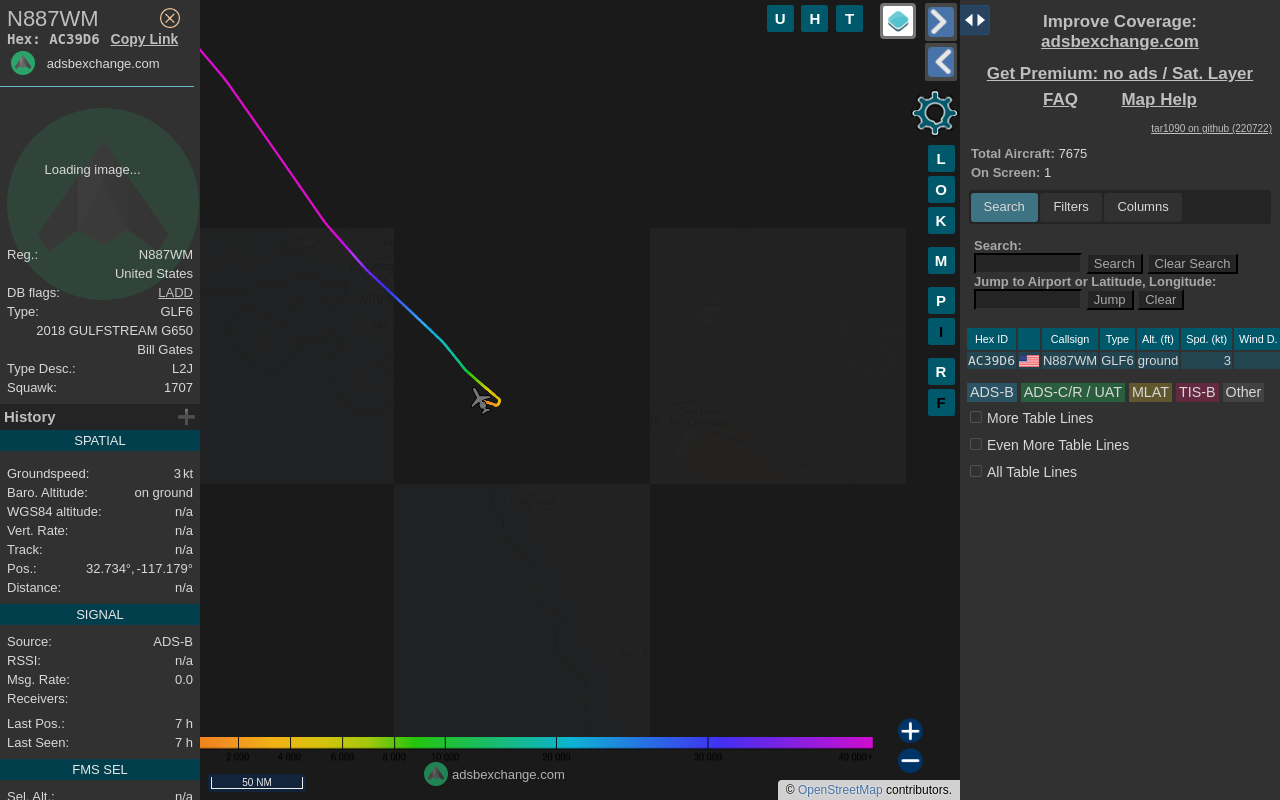 N887WM
Hex: AC39D6 Copy Link
adsbexchange.com
Loading image...
Reg.: N887WM
United States
DB flags: LADD
Type: GLF6
2018 GULFSTREAM G650
Bill Gates
Type Desc.: L2J
Squawk: 1707
History
SPATIAL
Groundspeed: 3 kt
Baro. Altitude: on ground
WGS84 altitude: n/a
Vert. Rate: n/a
Track: n/a
Pos.: 32.734°, -117.179°
Distance: n/a
SIGNAL
Source: ADS-B
RSSI: n/a
Msg. Rate: 0.0
Receivers:
Last Pos.: 7 h
Last Seen: 7 h
FMS SEL
Sel. Alt.: n/a
U H T
L
O
K
M
P
I
R
F
2 000 4 000 6 000 8 000 10 000 20 000 30 000 40 000+
50 NM
adsbexchange.com
© OpenStreetMap contributors.
Improve Coverage:
adsbexchange.com
Get Premium: no ads / Sat. Layer
FAQ Map Help
tar1090 on github (220722)
Total Aircraft: 7675
On Screen: 1
Search Filters Columns
Search:
Search Clear Search
Jump to Airport or Latitude, Longitude:
Jump Clear
Hex ID Callsign Type Alt. (ft) Spd. (kt) Wind D.
AC39D6 N887WM GLF6 ground 3
ADS-B ADS-C/R / UAT MLAT TIS-B Other
More Table Lines
Even More Table Lines
All Table Lines